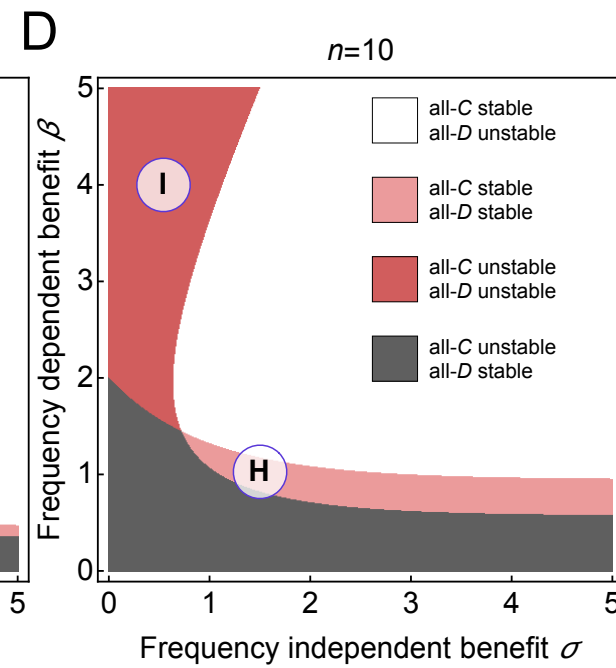 D
n=10
Frequency dependent benefit β
5
4
3
2
1
0
all-C stable
all-D unstable
all-C stable
all-D stable
all-C unstable
all-D unstable
all-C unstable
all-D stable
I
H
5
0
1
2
3
4
5
Frequency independent benefit σ